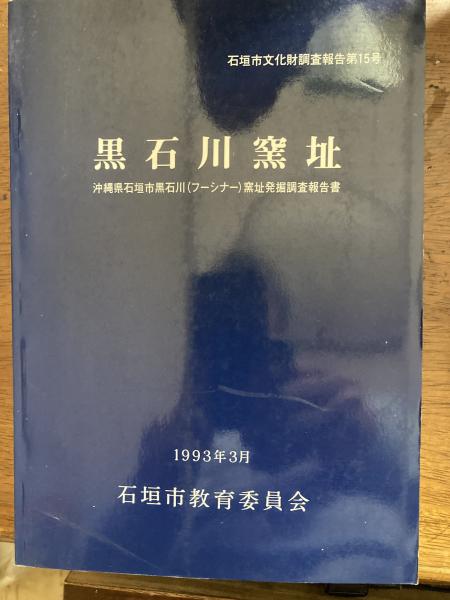 石垣市文化財調査報告第15号
黒石川窯址
沖縄県石垣市黒石川(フーシナー)窯址発掘調査報告書
1993年3月
石垣市教育委員会